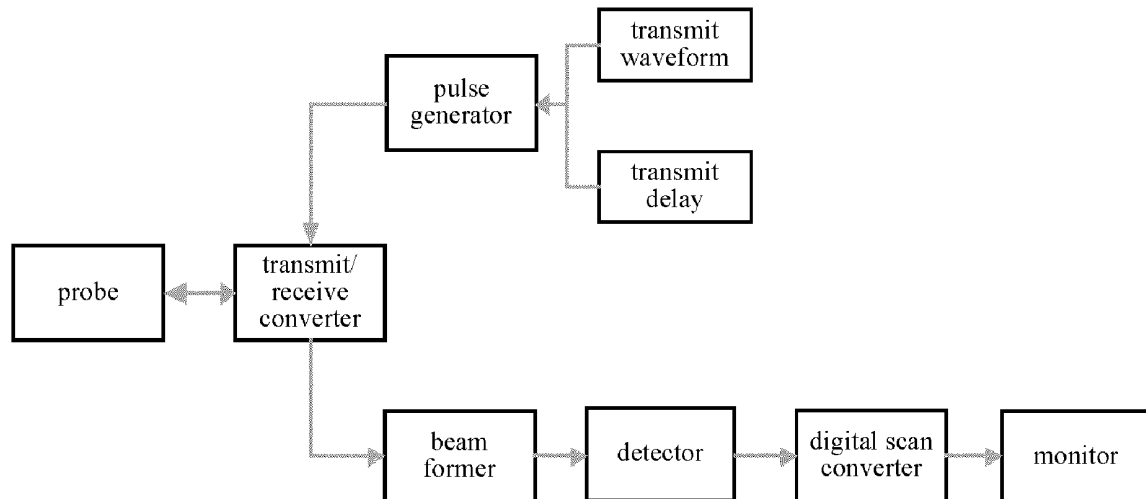 transmit
waveform
pulse
generator
transmit
delay
probe
transmit/
receive
converter
beam
former
detector
digital scan
converter
monitor